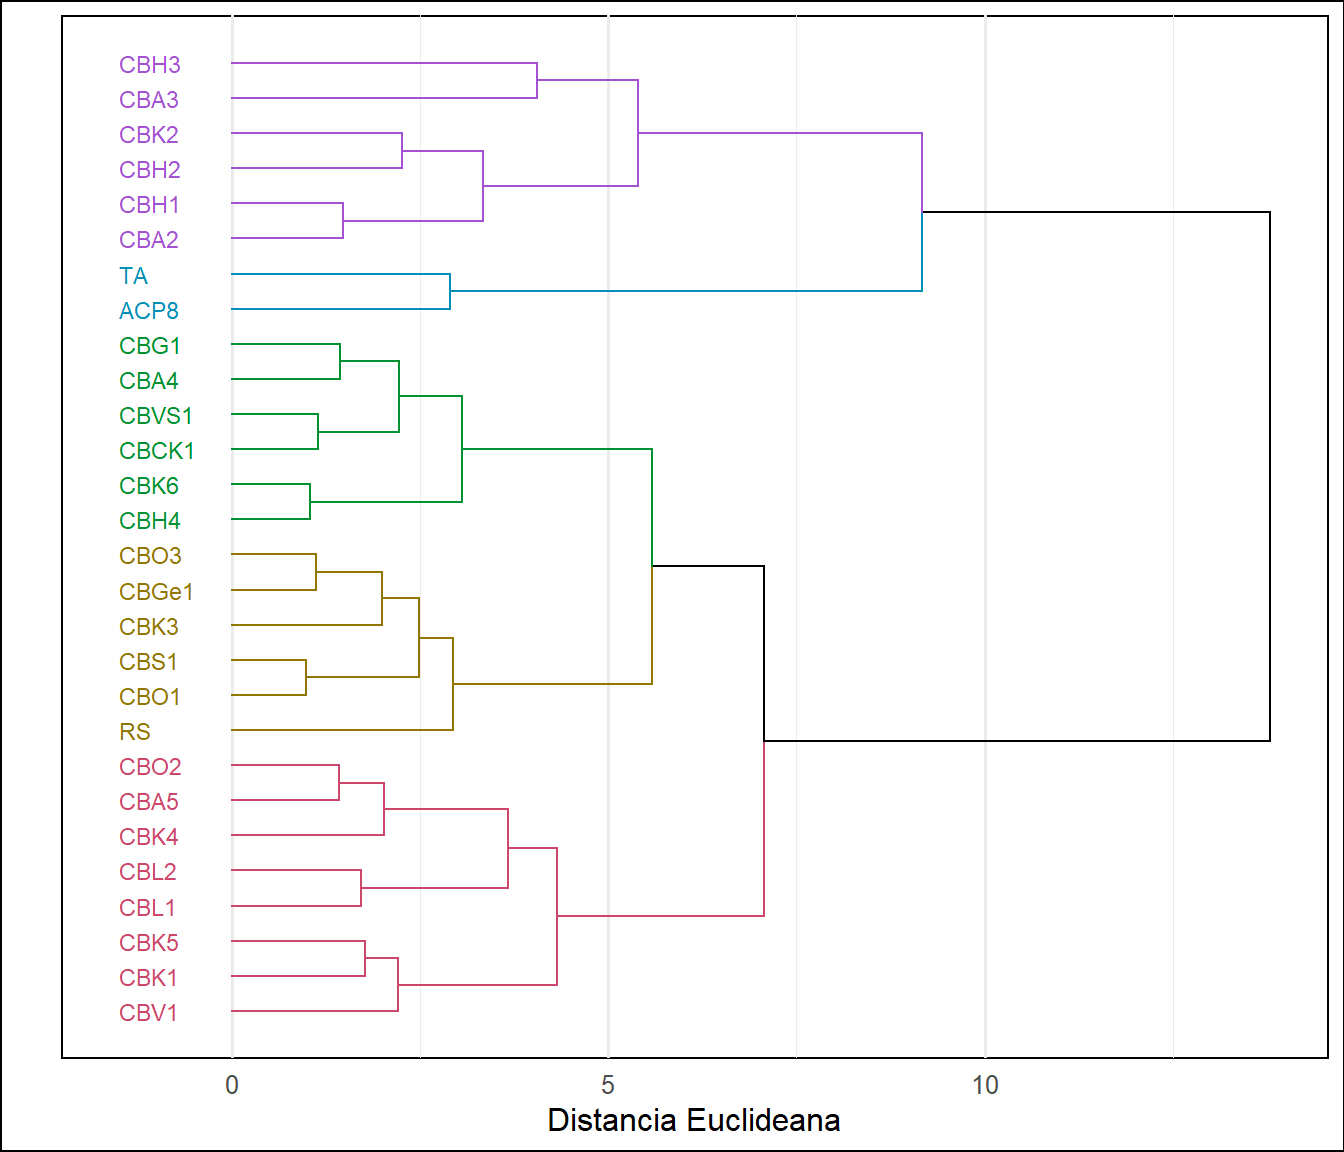 CBH3
CBA3
CBK2
CBH2
CBH1
CBA2
TA
ACP8
CBG1
CBA4
CBVS1
CBCK1
CBK6
CBH4
CBO3
CBGe1
CBK3
CBS1
CBO1
RS
CBO2
CBA5
CBK4
CBL2
CBL1
CBK5
CBK1
CBV1
0 5 10
Distancia Euclideana